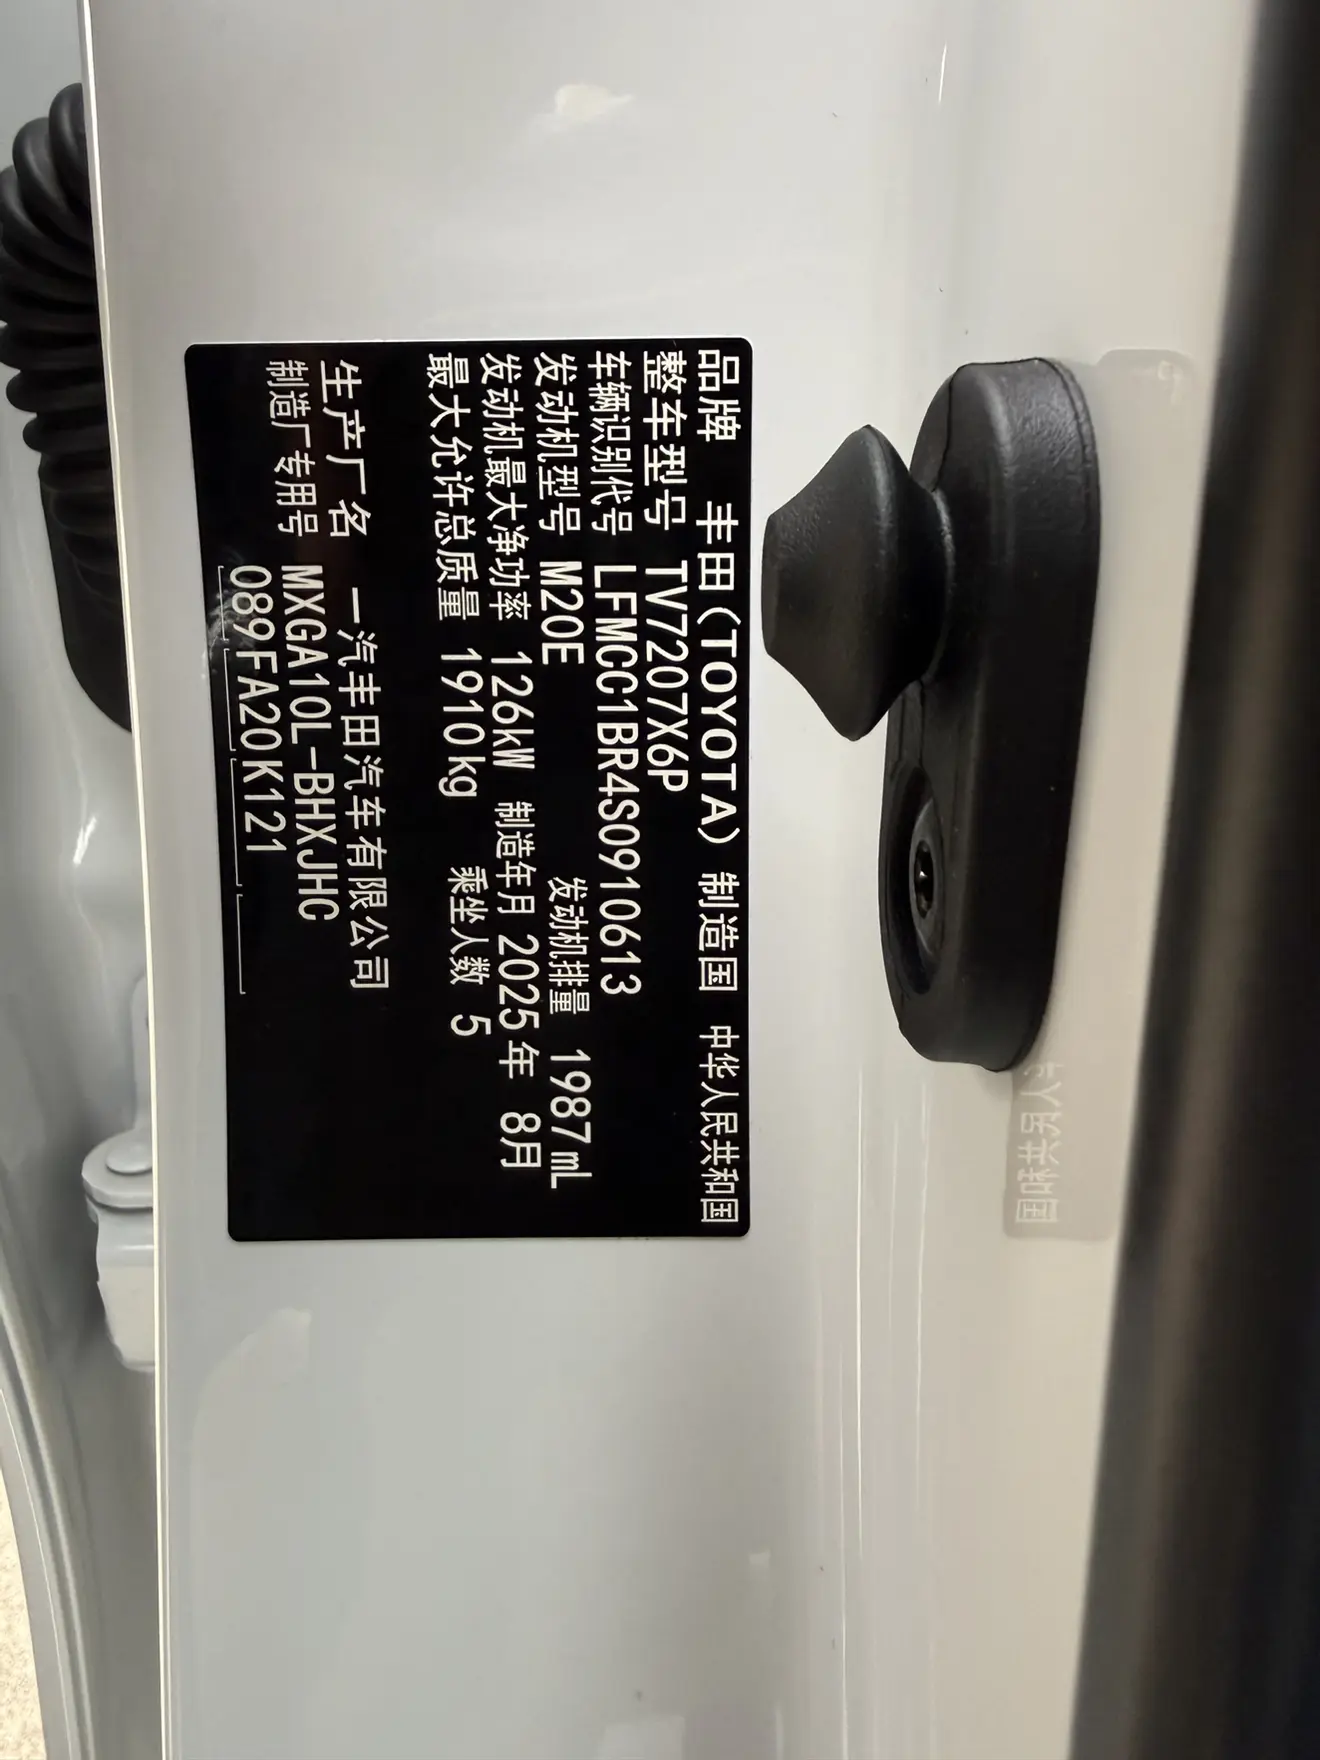 品牌 丰田(TOYOTA) 制造国 中华人民共和国
整车型号 TV7207X6P
车辆识别代号 LFMCC1BR4S0910613
发动机型号 M20E 发动机排量 1987mL
发动机最大净功率 126kW 制造年月 2025年 8月
最大允许总质量 1910kg 乘坐人数 5
生产厂名 一汽丰田汽车有限公司
制造厂专用号 MXGA10L-BHXJHC
089 FA20 K121